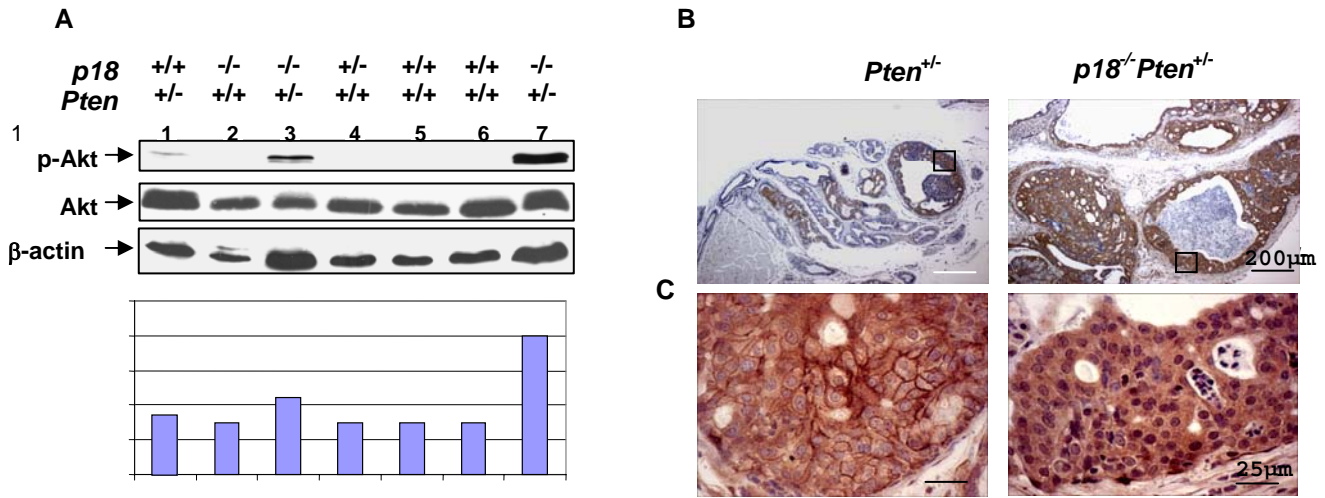 A
p18 +/+ -/- -/- +/- +/+ +/+ -/-
Pten +/- +/+ +/- +/+ +/+ +/+ +/-
1
1 2 3 4 5 6 7
p-Akt
Akt
β-actin
B
Pten+/- p18-/-Pten+/-
200µm
C
25µm